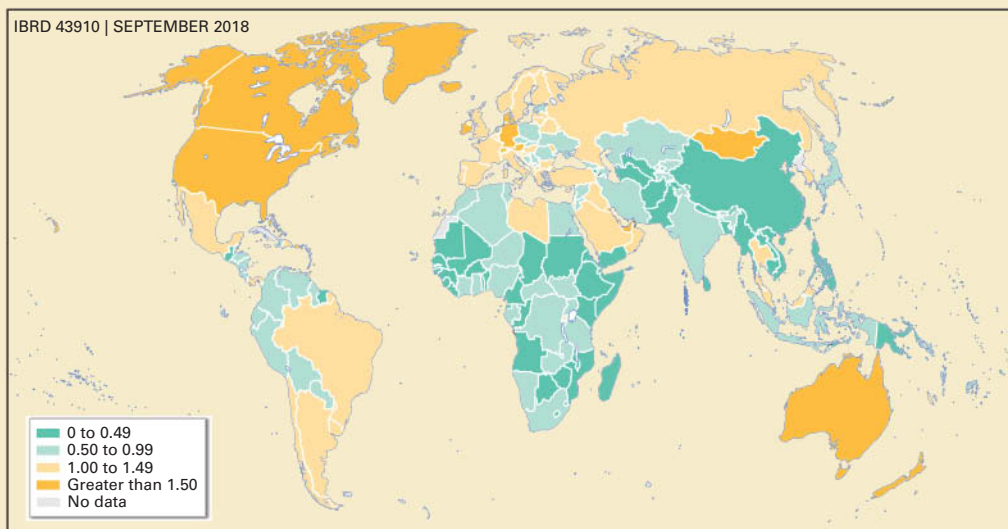 IBRD 43910 | SEPTEMBER 2018
0 to 0.49
0.50 to 0.99
1.00 to 1.49
Greater than 1.50
No data